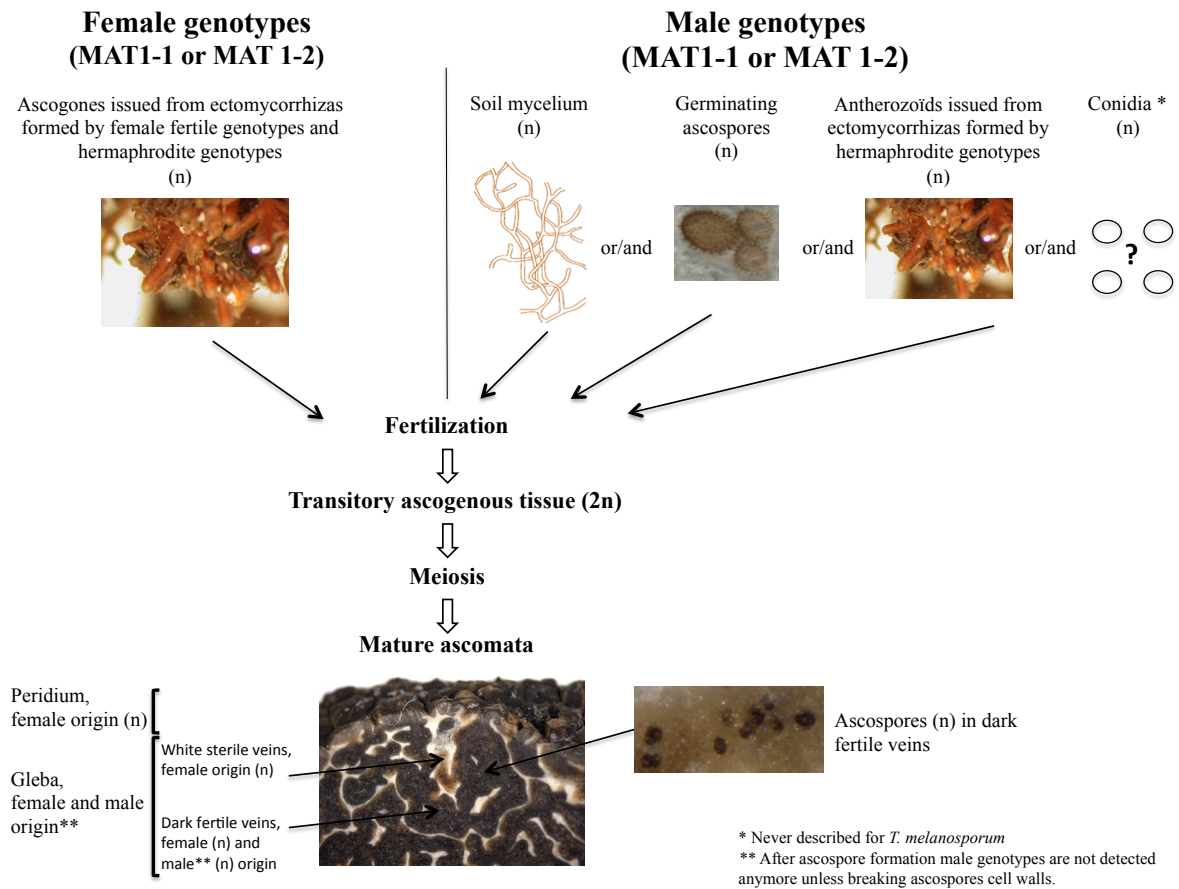 Female genotypes
(MAT1-1 or MAT 1-2)
Male genotypes
(MAT1-1 or MAT 1-2)
Ascogones issued from ectomycorrhizas
formed by female fertile genotypes and
hermaphrodite genotypes
(n)
Soil mycelium
(n)
Germinating
ascospores
(n)
Antherozoïds issued from
ectomycorrhizas formed by
hermaphrodite genotypes
(n)
Conidia *
(n)
or/and
or/and
or/and
?
Fertilization
Transitory ascogenous tissue (2n)
Meiosis
Mature ascomata
Peridium,
female origin (n)
Gleba,
female and male
origin**
White sterile veins,
female origin (n)
Dark fertile veins,
female (n) and
male** (n) origin
Ascospores (n) in dark
fertile veins
* Never described for T. melanosporum
** After ascospore formation male genotypes are not detected
anymore unless breaking ascospores cell walls.